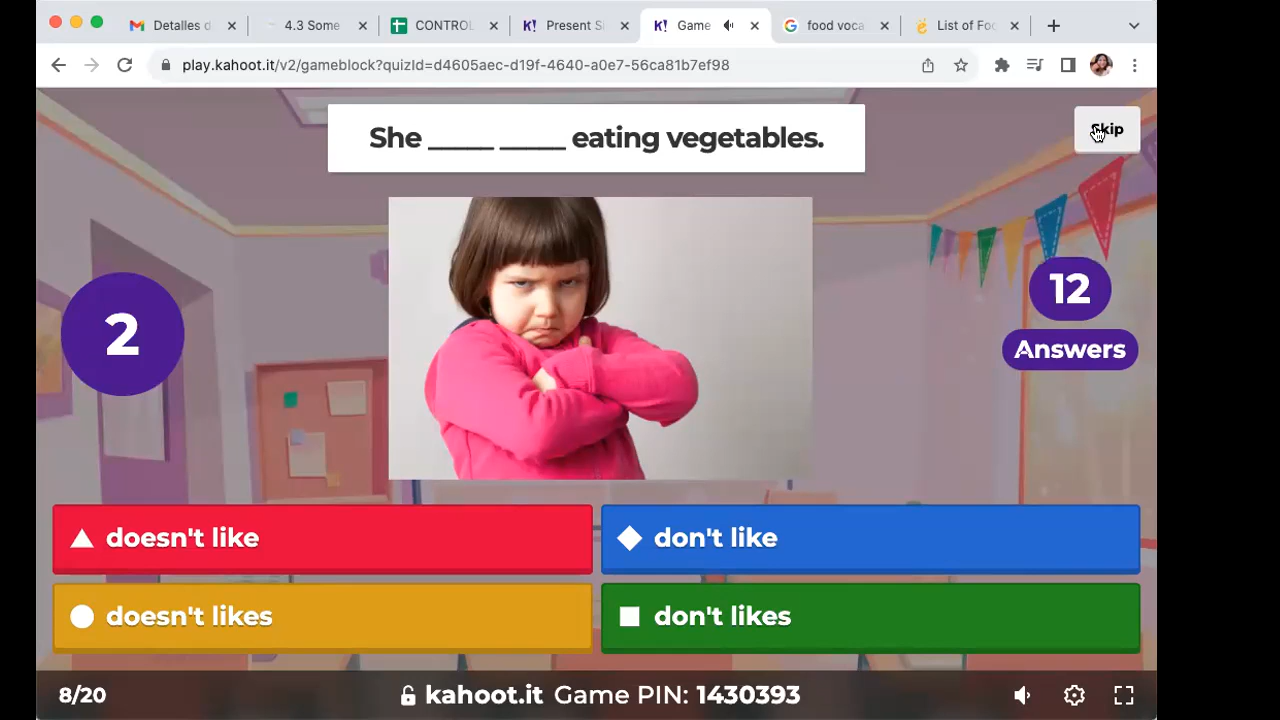 Detalles d
4.3 Some
CONTROL
K! Present Si
K! Game
food voca
List of Foo
play.kahoot.it/v2/gameblock?quizId=d4605aec-d19f-4640-a0e7-56ca81b7ef98
She _____ _____ eating vegetables.
Skip
2
12
Answers
doesn't like
don't like
doesn't likes
don't likes
8/20
kahoot.it Game PIN: 1430393